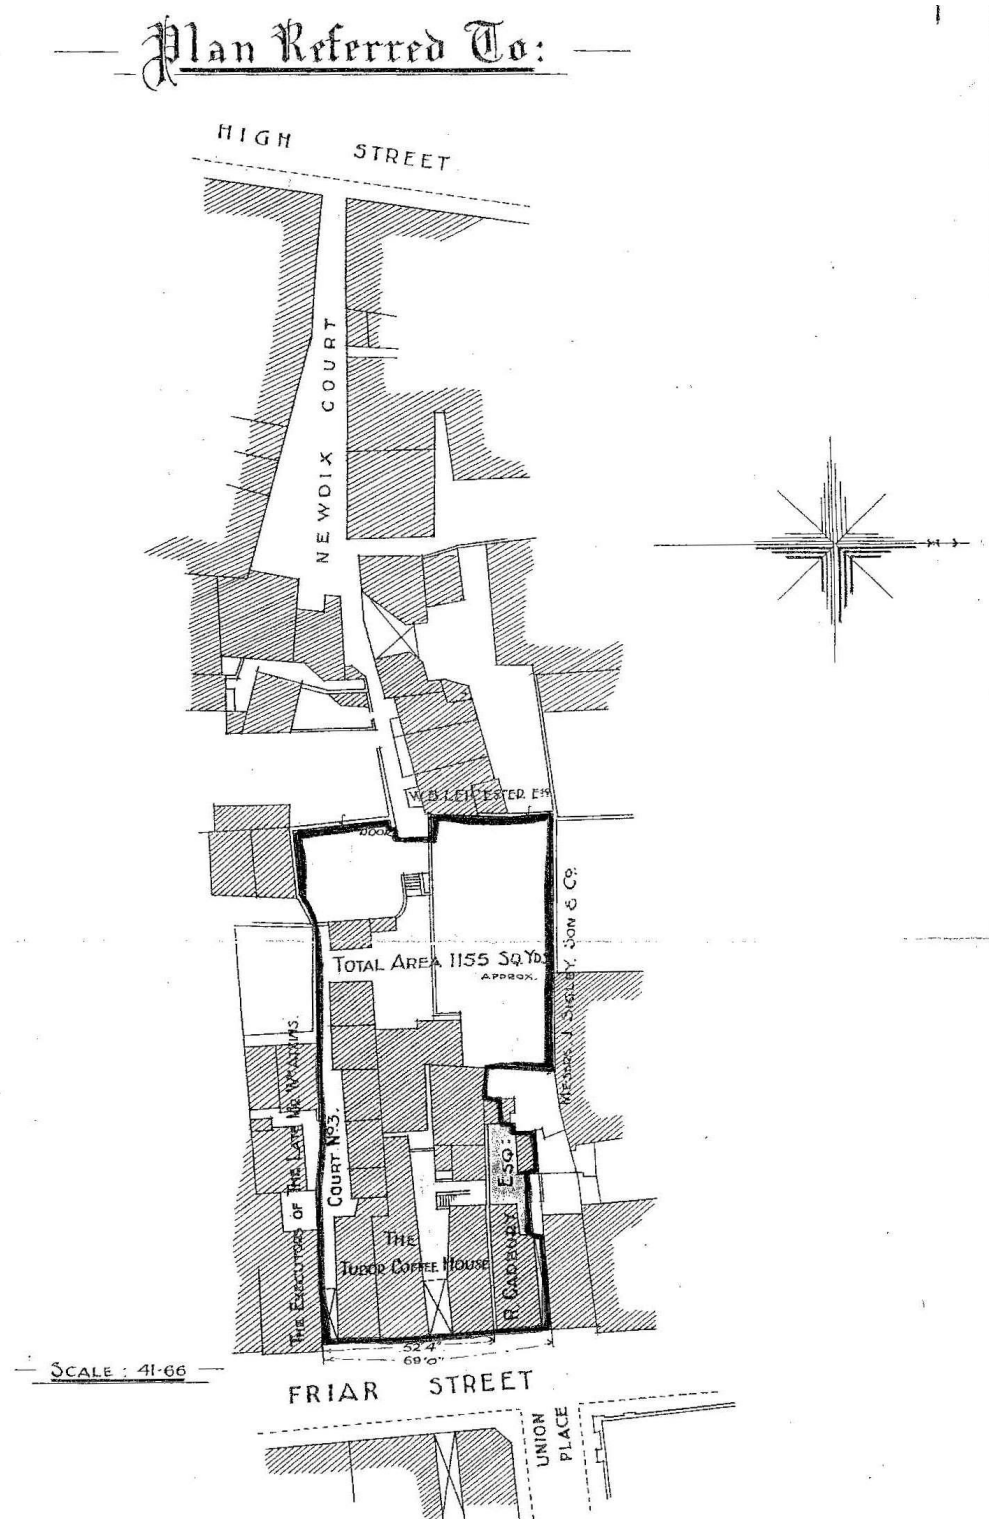 Plan Referred To:
HIGH STREET
NEWDIX COURT
W.B. LEICESTER. ESQ
DOOR
TOTAL AREA 1155 SQ. YDS
APPROX.
MESSRS J. SIGLEY. SON & CO.
THE EXECUTORS OF THE LATE MR WATKINS.
COURT NO 3.
THE
TUDOR COFFEE HOUSE
R. CADBURY ESQ:
52'4"
69'0"
SCALE : 41.66
FRIAR STREET
UNION
PLACE